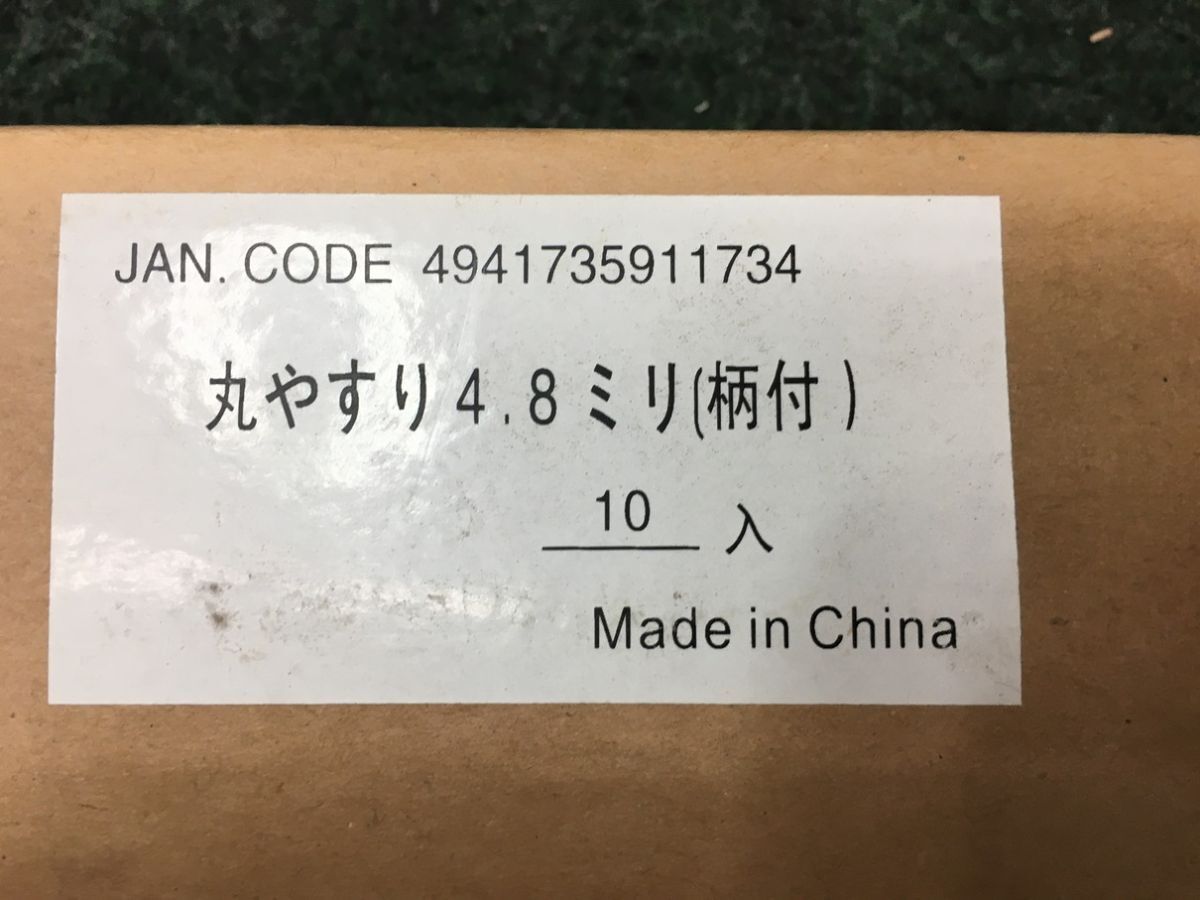 JAN. CODE 4941735911734
丸やすり4.8ミリ(柄付)
10 入
Made in China